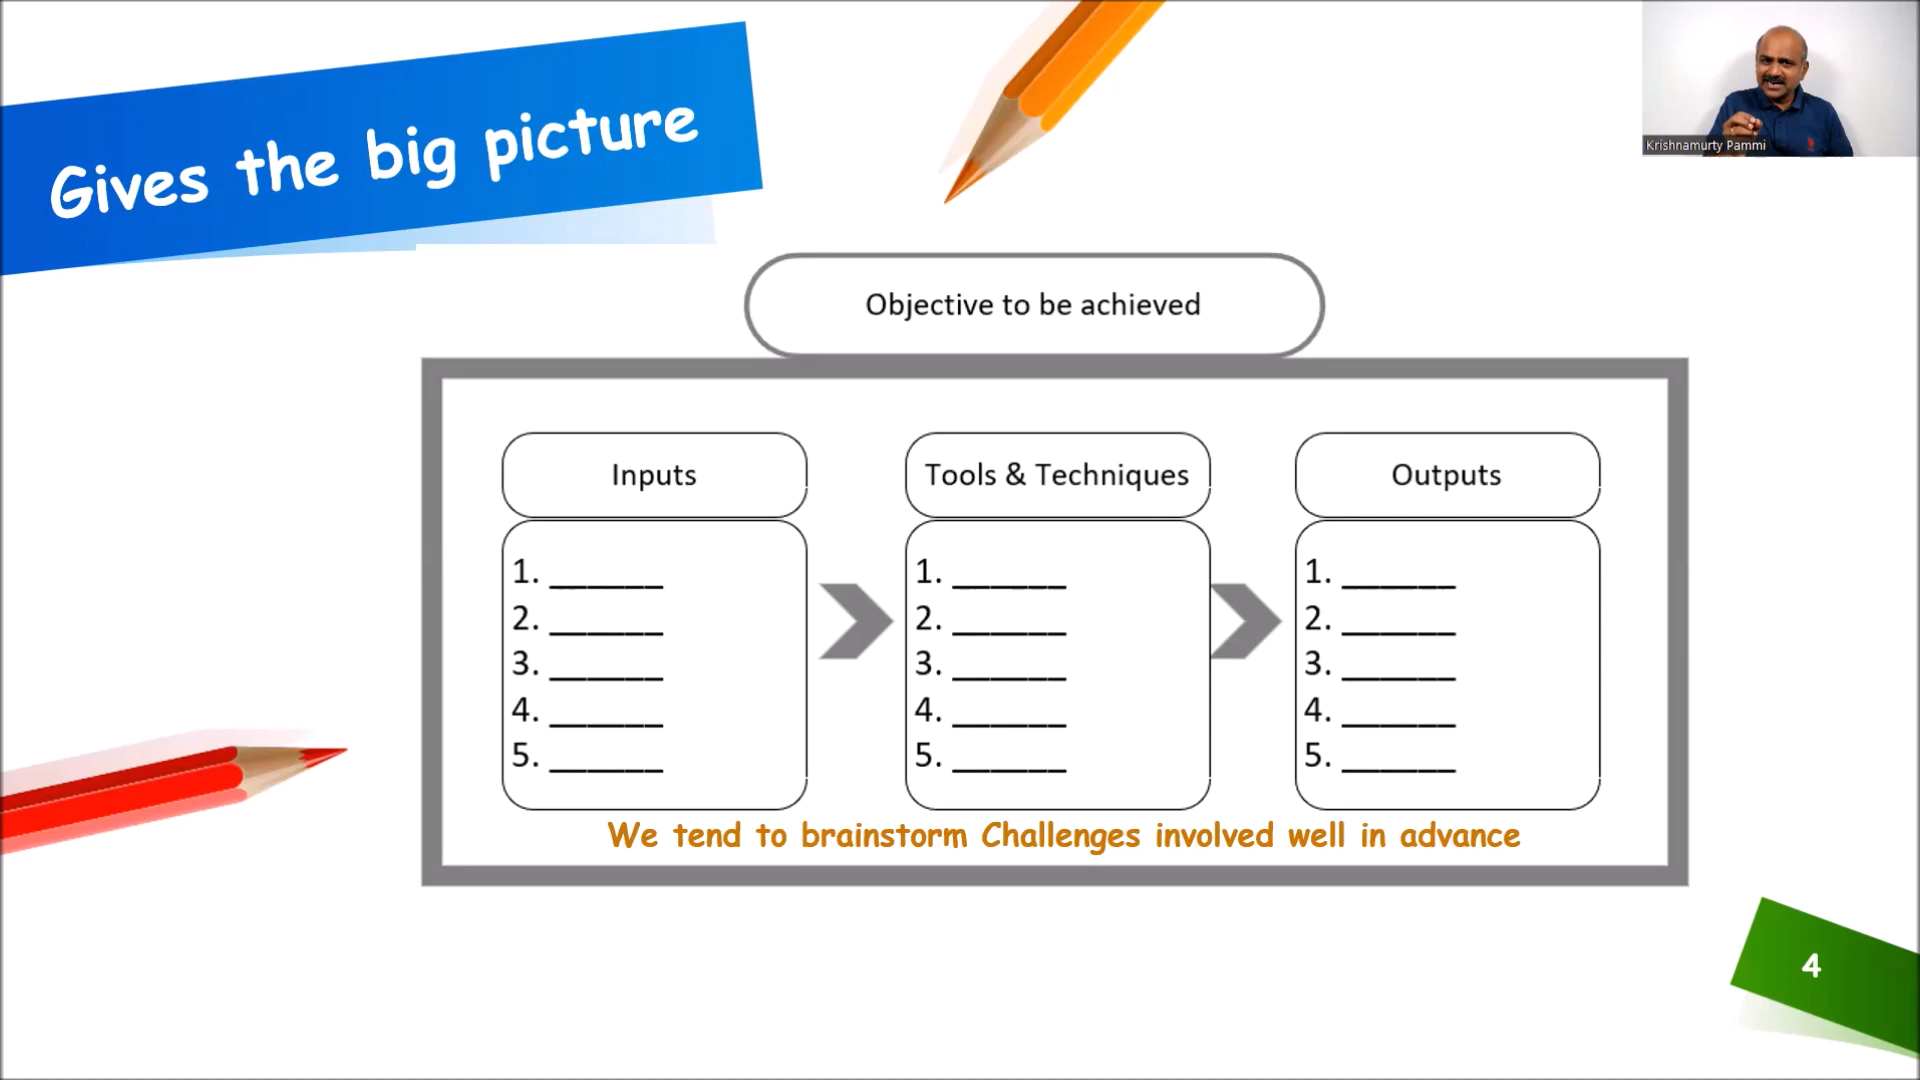 Gives the big picture
Krishnamurty Pammi
Objective to be achieved
Inputs
1. ______
2. ______
3. ______
4. ______
5. ______
Tools & Techniques
1. ______
2. ______
3. ______
4. ______
5. ______
Outputs
1. ______
2. ______
3. ______
4. ______
5. ______
We tend to brainstorm Challenges involved well in advance
4